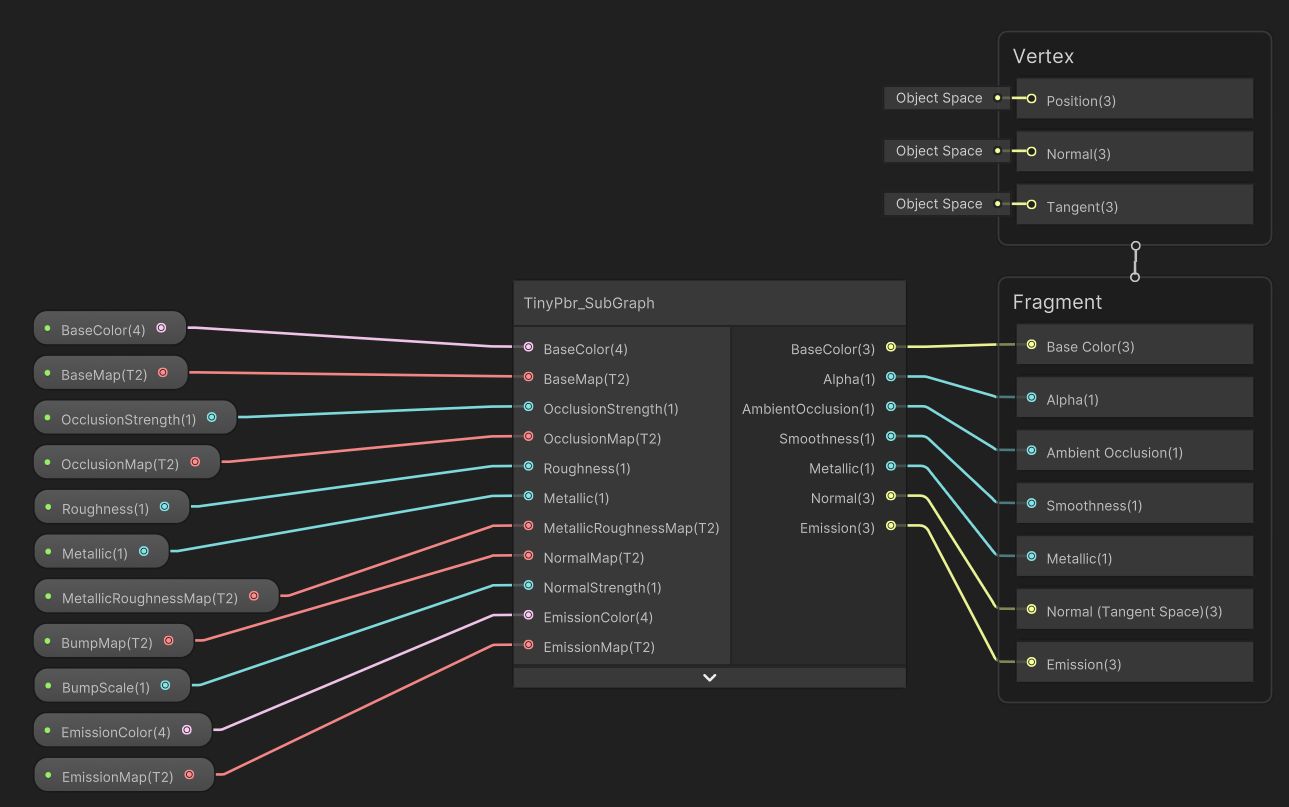 Vertex
Object Space
Position(3)
Object Space
Normal(3)
Object Space
Tangent(3)
BaseColor(4)
BaseMap(T2)
OcclusionStrength(1)
OcclusionMap(T2)
Roughness(1)
Metallic(1)
MetallicRoughnessMap(T2)
BumpMap(T2)
BumpScale(1)
EmissionColor(4)
EmissionMap(T2)
TinyPbr_SubGraph
BaseColor(4)
BaseMap(T2)
OcclusionStrength(1)
OcclusionMap(T2)
Roughness(1)
Metallic(1)
MetallicRoughnessMap(T2)
NormalMap(T2)
NormalStrength(1)
EmissionColor(4)
EmissionMap(T2)
BaseColor(3)
Alpha(1)
AmbientOcclusion(1)
Smoothness(1)
Metallic(1)
Normal(3)
Emission(3)
Fragment
Base Color(3)
Alpha(1)
Ambient Occlusion(1)
Smoothness(1)
Metallic(1)
Normal (Tangent Space)(3)
Emission(3)